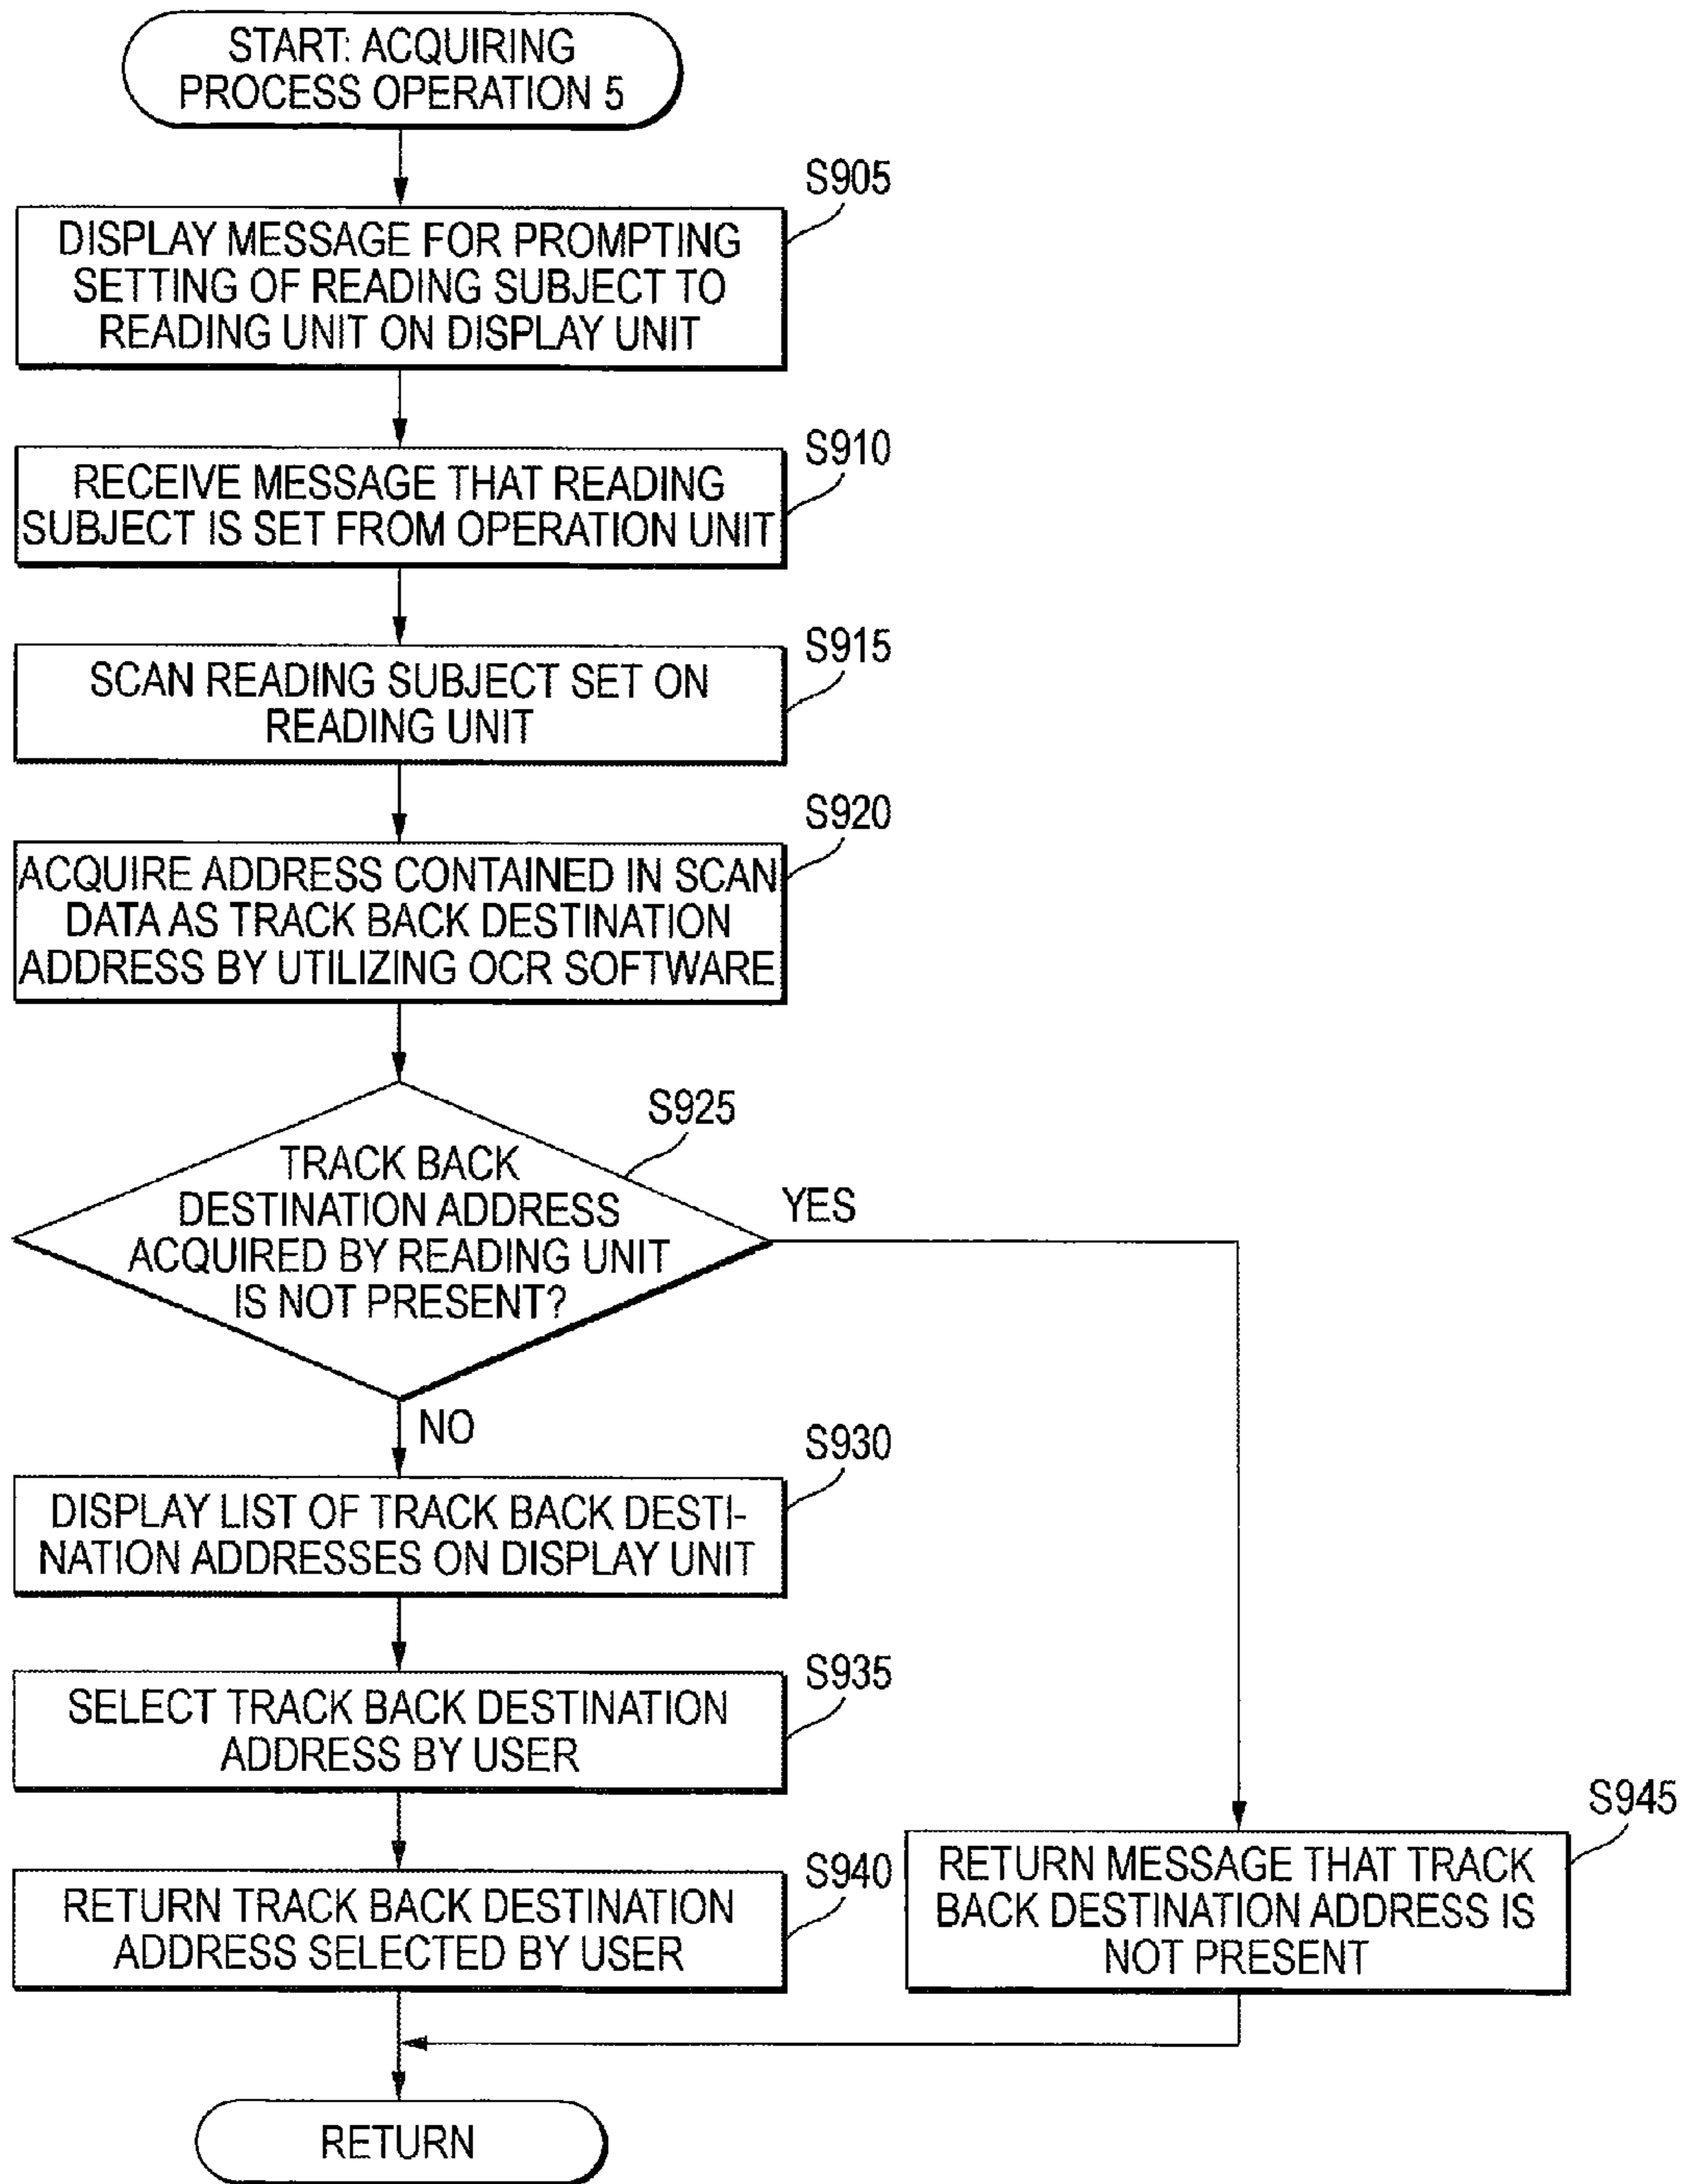 START: ACQUIRING
PROCESS OPERATION 5
S905
DISPLAY MESSAGE FOR PROMPTING
SETTING OF READING SUBJECT TO
READING UNIT ON DISPLAY UNIT
S910
RECEIVE MESSAGE THAT READING
SUBJECT IS SET FROM OPERATION UNIT
S915
SCAN READING SUBJECT SET ON
READING UNIT
S920
ACQUIRE ADDRESS CONTAINED IN SCAN
DATA AS TRACK BACK DESTINATION
ADDRESS BY UTILIZING OCR SOFTWARE
S925
TRACK BACK
DESTINATION ADDRESS
ACQUIRED BY READING UNIT
IS NOT PRESENT?
YES
NO
S930
DISPLAY LIST OF TRACK BACK DESTI-
NATION ADDRESSES ON DISPLAY UNIT
S935
SELECT TRACK BACK DESTINATION
ADDRESS BY USER
S940
RETURN TRACK BACK DESTINATION
ADDRESS SELECTED BY USER
S945
RETURN MESSAGE THAT TRACK
BACK DESTINATION ADDRESS IS
NOT PRESENT
RETURN